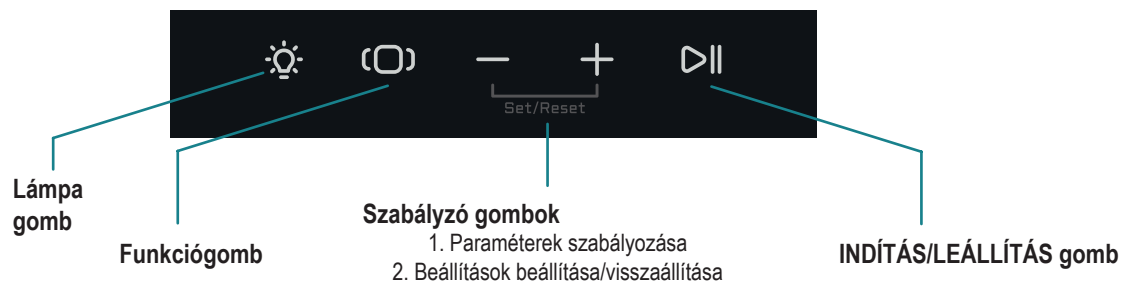 Set/Reset
Lámpa
gomb
Funkciógomb
Szabályzó gombok
1. Paraméterek szabályozása
2. Beállítások beállítása/visszaállítása
INDÍTÁS/LEÁLLÍTÁS gomb